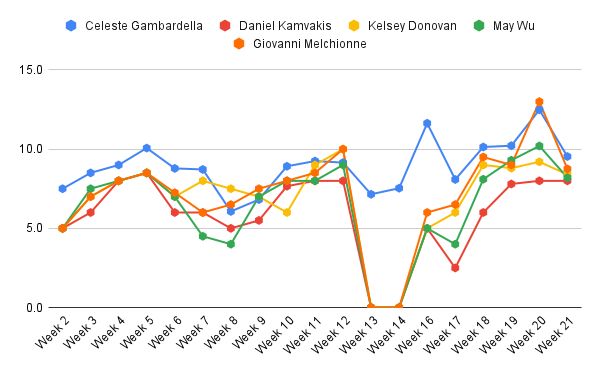 Celeste Gambardella Daniel Kamvakis Kelsey Donovan May Wu
Giovanni Melchionne
15.0
10.0
5.0
0.0
Week 2 Week 3 Week 4 Week 5 Week 6 Week 7 Week 8 Week 9 Week 10 Week 11 Week 12 Week 13 Week 14 Week 16 Week 17 Week 18 Week 19 Week 20 Week 21